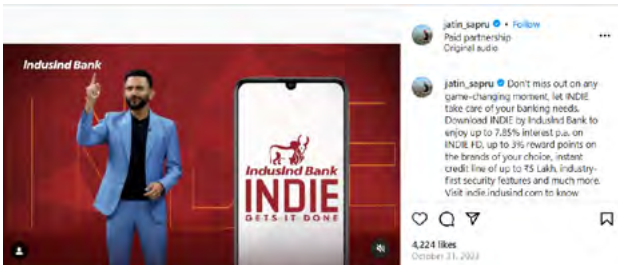 IndusInd Bank
IndusInd Bank
INDIE
GETS IT DONE
jatin_sapru • Follow
Paid partnership
Original audio
jatin_sapru Don't miss out on any
game-changing moment, let INDIE
take care of your banking needs.
Download INDIE by IndusInd Bank to
enjoy up to 7.85% interest p.a. on
INDIE FD, up to 3% reward points on
the brands of your choice, instant
credit line of up to ₹5 Lakh, industry-
first security features and much more.
Visit indie.indusind.com to know
4,224 likes
October 21, 2023